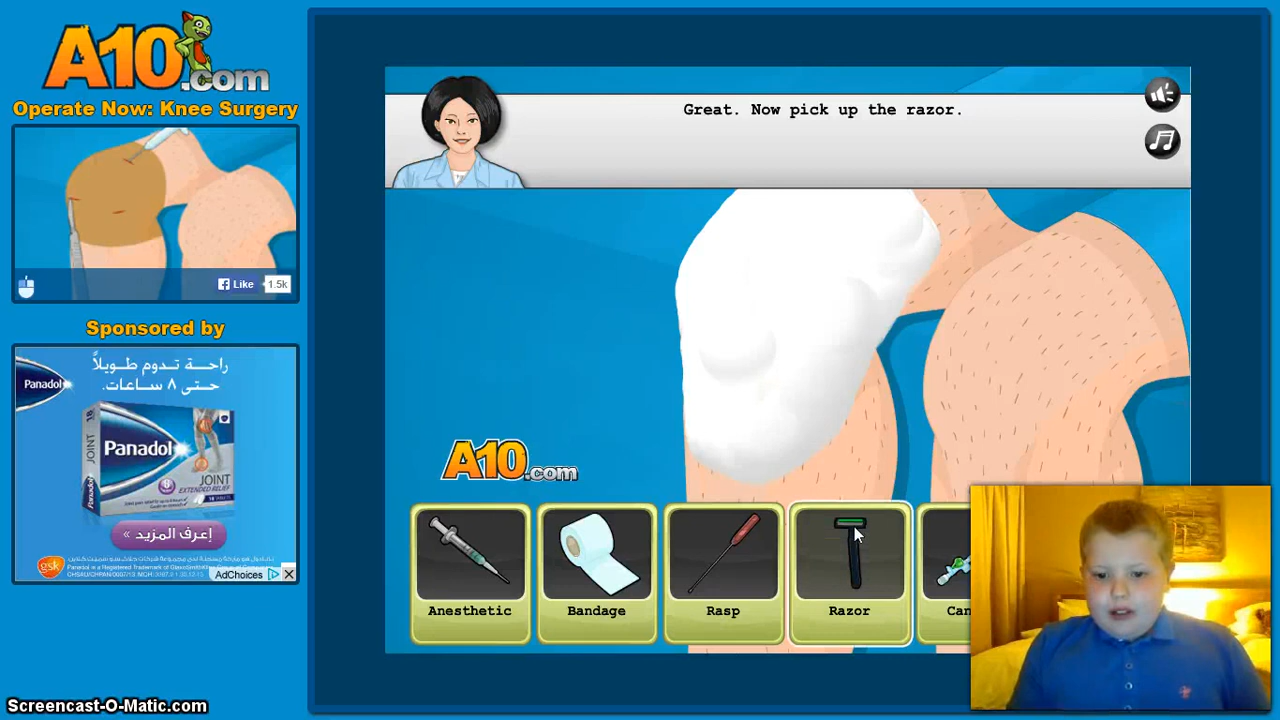 A10.com
Operate Now: Knee Surgery
Like 1.5k
Sponsored by
Panadol
راحـة تـدوم طـويلاً
حتـى ٨ سـاعات.
Panadol
JOINT
JOINT
EXTENDED RELIEF
إعرف المزيد »
gsk
AdChoices
Great. Now pick up the razor.
A10.com
Anesthetic
Bandage
Rasp
Razor
Can
Screencast-O-Matic.com